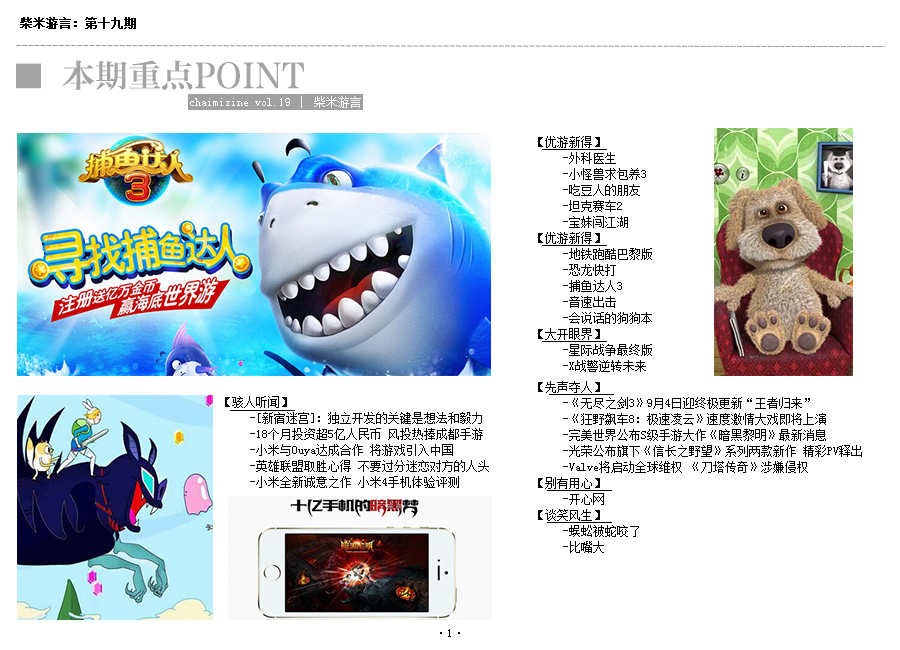 柴米游言：第十九期
本期重点POINT
chaimizine vol.19 | 柴米游言
捕鱼达人
3
寻找捕鱼达人
注册送亿万金币
赢海底世界游
【优游新得】
-外科医生
-小怪兽求包养3
-吃豆人的朋友
-坦克赛车2
-宝妹闯江湖
【优游新得】
-地铁跑酷巴黎版
-恐龙快打
-捕鱼达人3
-音速出击
-会说话的狗狗本
【大开眼界】
-星际战争最终版
-X战警逆转未来
【先声夺人】
-《无尽之剑3》9月4日迎终极更新“王者归来”
-《狂野飙车8：极速凌云》速度激情大戏即将上演
-完美世界公布S级手游大作《暗黑黎明》最新消息
-光荣公布旗下《信长之野望》系列两款新作 精彩PV释出
-Valve将启动全球维权 《刀塔传奇》涉嫌侵权
【别有用心】
-开心网
【谈笑风生】
-蜈蚣被蛇咬了
-比嘴大
【骇人听闻】
-[新宿迷宫]：独立开发的关键是想法和毅力
-18个月投资超5亿人民币 风投热捧成都手游
-小米与Ouya达成合作 将游戏引入中国
-英雄联盟取胜心得 不要过分迷恋对方的人头
-小米全新诚意之作 小米4手机体验评测
十亿手机的暗黑梦
·1·